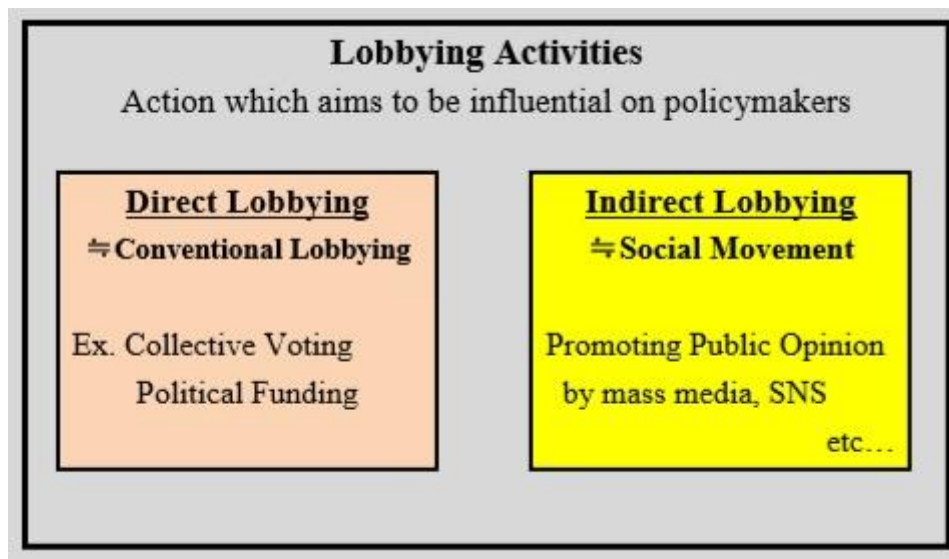 Lobbying Activities
Action which aims to be influential on policymakers
Direct Lobbying
≒Conventional Lobbying
Ex. Collective Voting
Political Funding
Indirect Lobbying
≒Social Movement
Promoting Public Opinion
by mass media, SNS
etc…